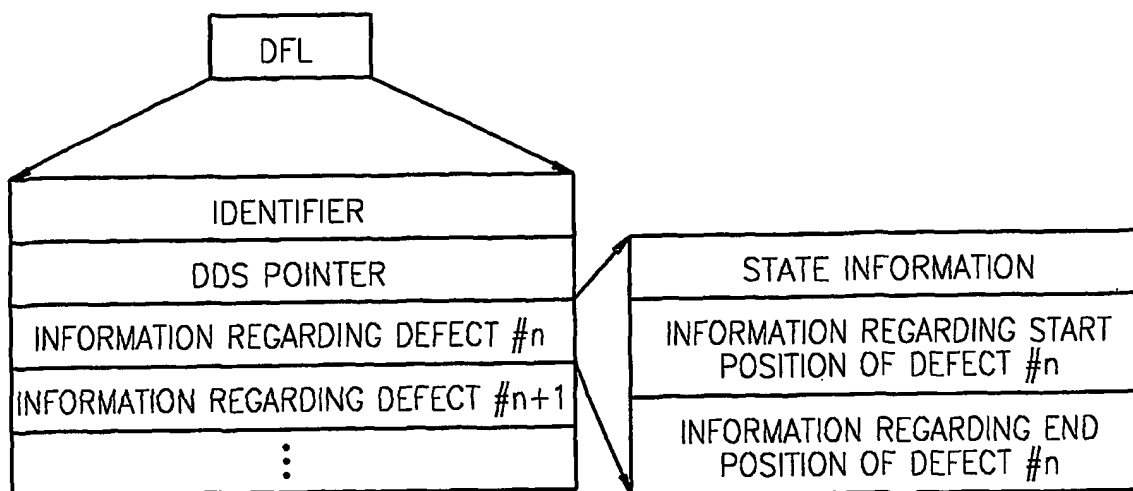 DFL
IDENTIFIER
DDS POINTER
INFORMATION REGARDING DEFECT #n
INFORMATION REGARDING DEFECT #n+1
STATE INFORMATION
INFORMATION REGARDING START
POSITION OF DEFECT #n
INFORMATION REGARDING END
POSITION OF DEFECT #n